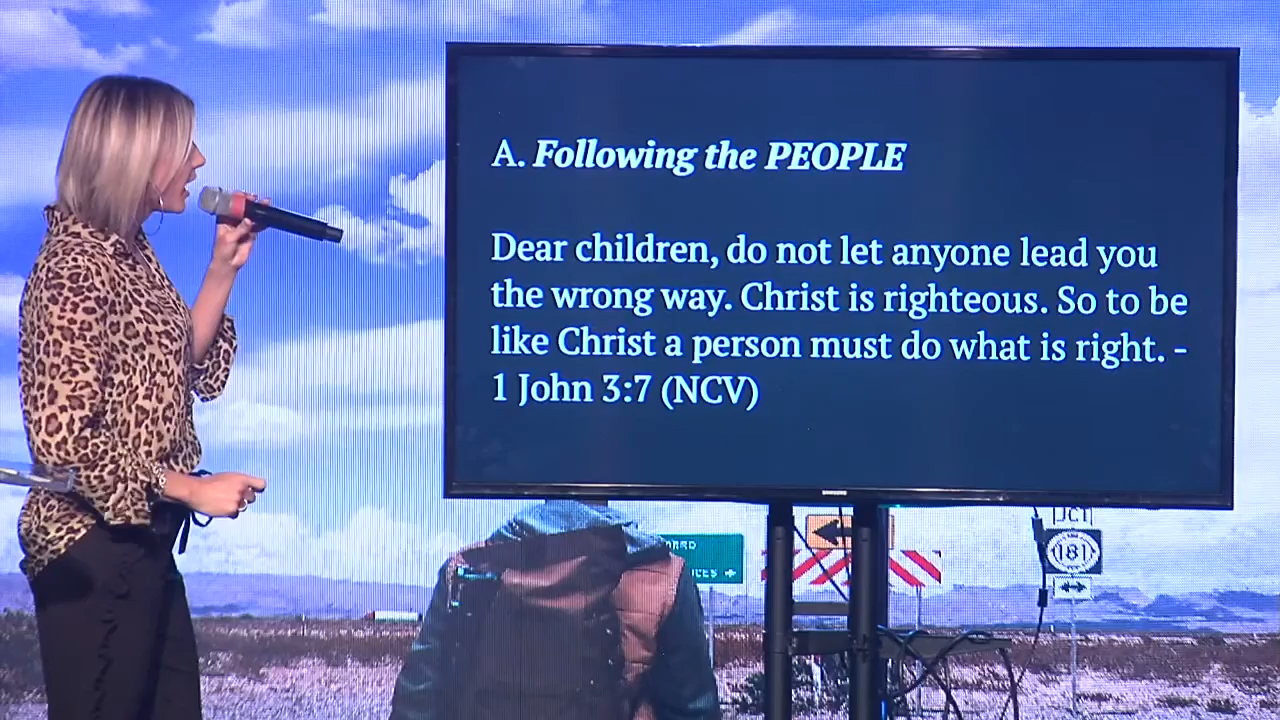 A. Following the PEOPLE
Dear children, do not let anyone lead you
the wrong way. Christ is righteous. So to be
like Christ a person must do what is right. -
1 John 3:7 (NCV)
JCT
181